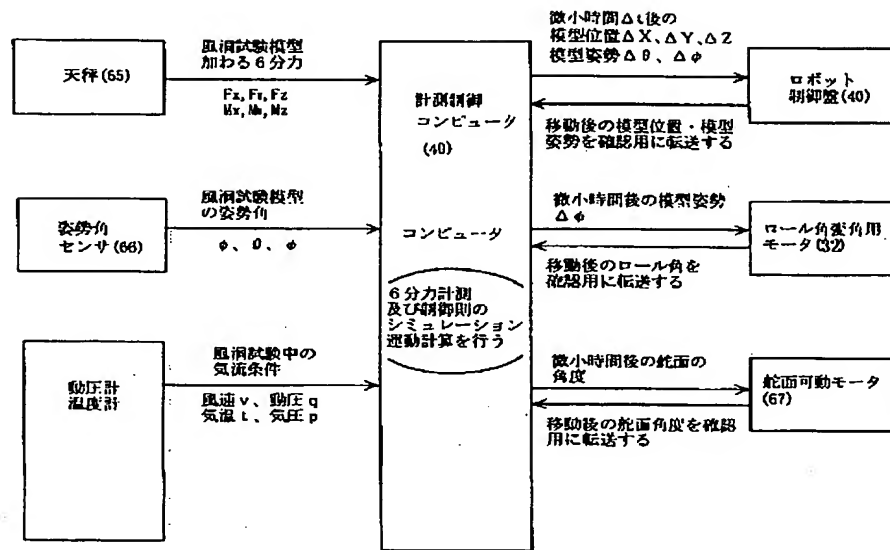 天秤(65)
風洞試験模型
加わる6分力
Fx, FY, Fz
Mx, Mm, Mz
姿勢角
センサ(66)
風洞試験模型
の姿勢角
φ、θ、φ
動圧計
温度計
風洞試験中の
気流条件
風速v、動圧q
気温t、気圧p
計測制御
コンピュータ
(40)
コンピュータ
6分力計測
及び制御則の
シミュレーション
運動計算を行う
微小時間Δt後の
模型位置ΔX、ΔY、ΔZ
模型姿勢Δθ、Δφ
移動後の模型位置・模型
姿勢を確認用に転送する
ロボット
制御盤(40)
微小時間後の模型姿勢
Δφ
移動後のロール角を
確認用に転送する
ロール角変角用
モータ(32)
微小時間後の舵面の
角度
移動後の舵面角度を確認
用に転送する
舵面可動モータ
(67)